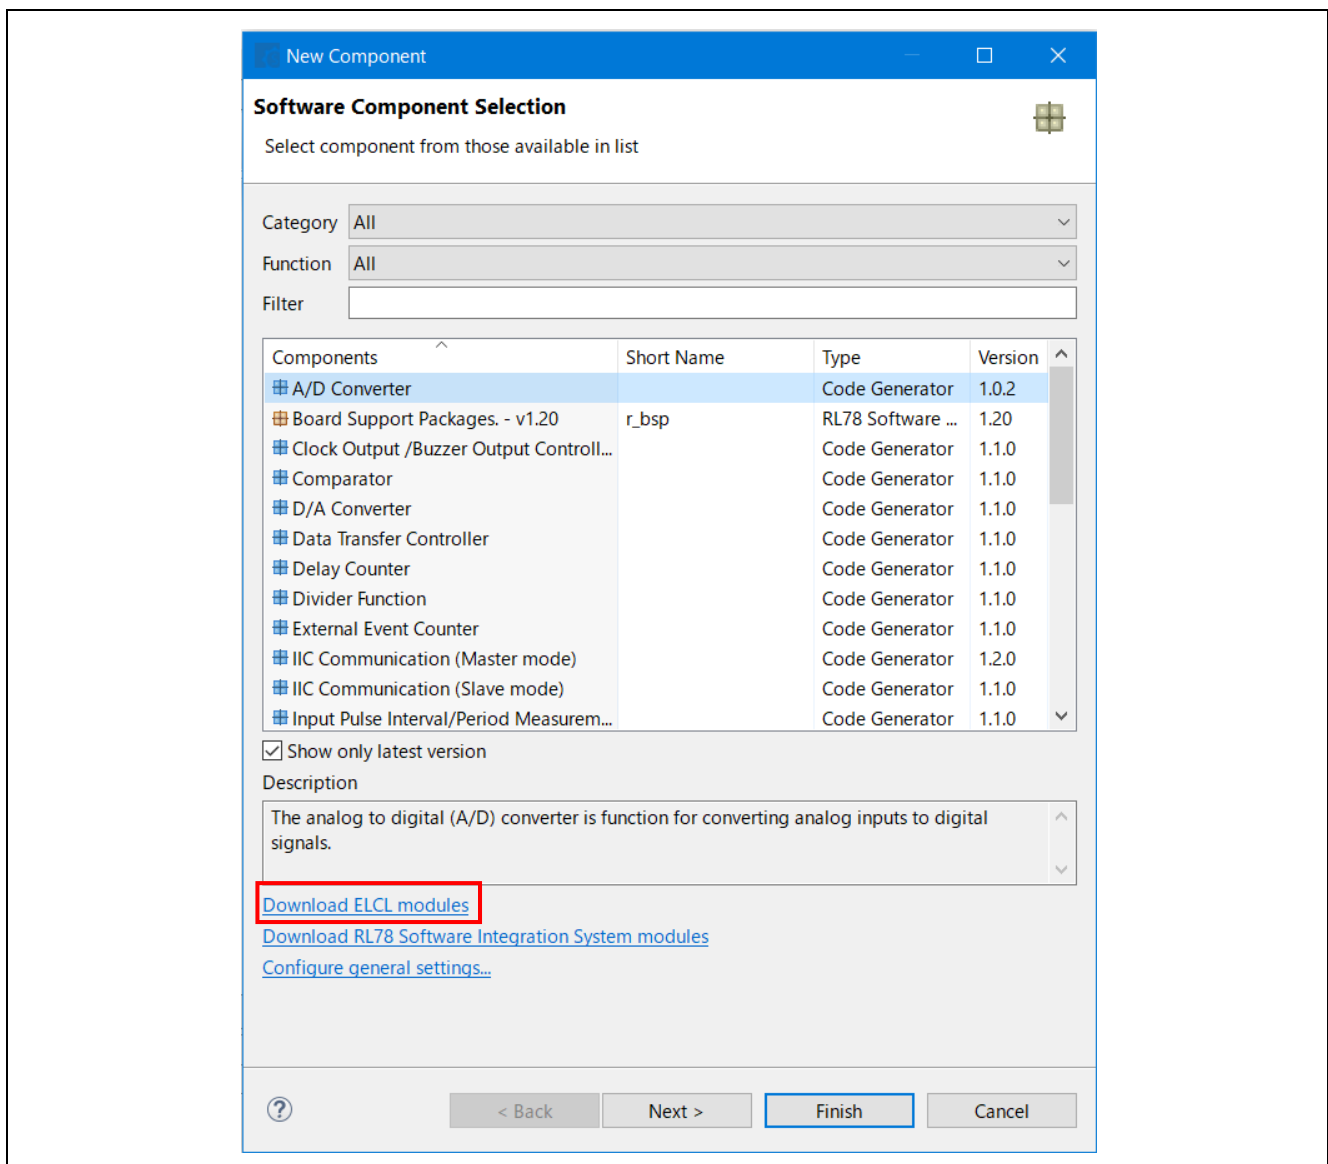 New Component
Software Component Selection
Select component from those available in list
Category All
Function All
Filter
Components Short Name Type Version
A/D Converter Code Generator 1.0.2
Board Support Packages. - v1.20 r_bsp RL78 Software ... 1.20
Clock Output /Buzzer Output Controll... Code Generator 1.1.0
Comparator Code Generator 1.1.0
D/A Converter Code Generator 1.1.0
Data Transfer Controller Code Generator 1.1.0
Delay Counter Code Generator 1.1.0
Divider Function Code Generator 1.1.0
External Event Counter Code Generator 1.1.0
IIC Communication (Master mode) Code Generator 1.2.0
IIC Communication (Slave mode) Code Generator 1.1.0
Input Pulse Interval/Period Measurem... Code Generator 1.1.0
Show only latest version
Description
The analog to digital (A/D) converter is function for converting analog inputs to digital
signals.
Download ELCL modules
Download RL78 Software Integration System modules
Configure general settings...
? < Back Next > Finish Cancel